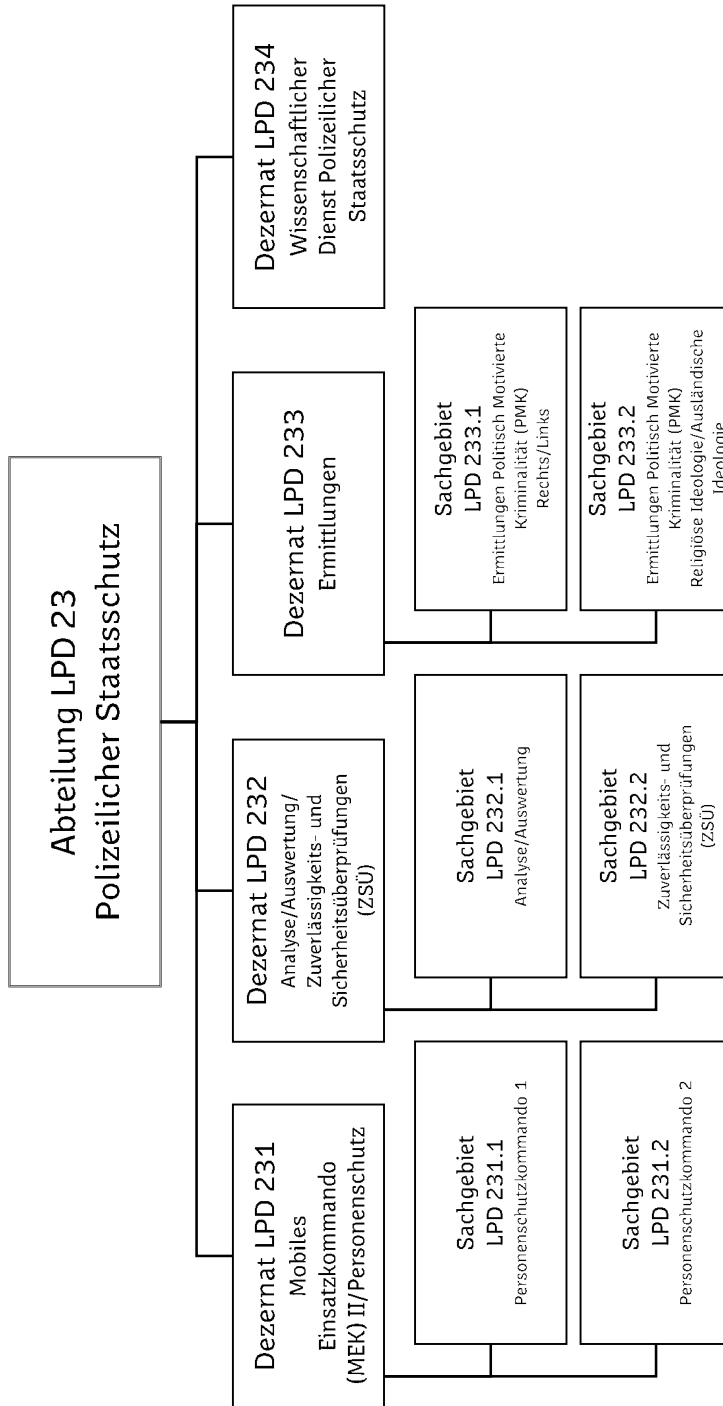 Abteilung LPD 23
Polizeilicher Staatsschutz
Dezernat LPD 231
Mobiles
Einsatzkommando
(MEK) II/Personenschutz
Sachgebiet
LPD 231.1
Personenschutzkommando 1
Sachgebiet
LPD 231.2
Personenschutzkommando 2
Dezernat LPD 232
Analyse/Auswertung/
Zuverlässigkeits- und
Sicherheitsüberprüfungen
(ZSÜ)
Sachgebiet
LPD 232.1
Analyse/Auswertung
Sachgebiet
LPD 232.2
Zuverlässigkeits- und
Sicherheitsüberprüfungen
(ZSÜ)
Dezernat LPD 233
Ermittlungen
Sachgebiet
LPD 233.1
Ermittlungen Politisch Motivierte
Kriminalität (PMK)
Rechts/Links
Sachgebiet
LPD 233.2
Ermittlungen Politisch Motivierte
Kriminalität (PMK)
Religiöse Ideologie/Ausländische
Ideologie
Dezernat LPD 234
Wissenschaftlicher
Dienst Polizeilicher
Staatsschutz